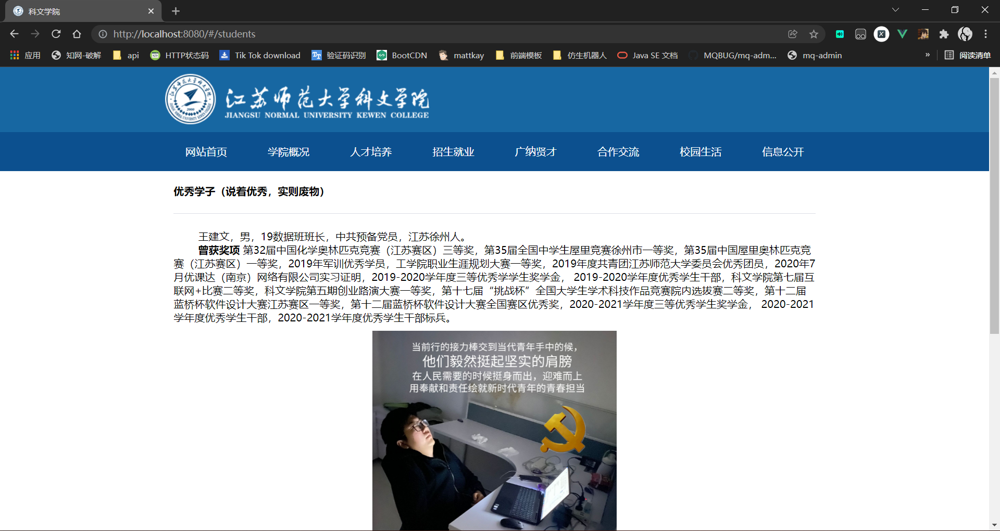 科文学院
http://localhost:8080/#/students
应用 知网-破解 api HTTP状态码 Tik Tok download 验证码识别 BootCDN mattkay 前端模板 仿生机器人 Java SE 文档 MQBUG/mq-adm... mq-admin » 阅读清单
江苏师范大学科文学院
JIANGSU NORMAL UNIVERSITY KEWEN COLLEGE
网站首页 学院概况 人才培养 招生就业 广纳贤才 合作交流 校园生活 信息公开
优秀学子（说着优秀，实则废物）
王建文，男，19数据班班长，中共预备党员，江苏徐州人。
曾获奖项 第32届中国化学奥林匹克竞赛（江苏赛区）三等奖，第35届全国中学生屋里竞赛徐州市一等奖，第35届中国屋里奥林匹克竞
赛（江苏赛区）一等奖，2019年军训优秀学员，工学院职业生涯规划大赛一等奖，2019年度共青团江苏师范大学委员会优秀团员，2020年7
月优课达（南京）网络有限公司实习证明，2019-2020学年度三等优秀学学生奖学金， 2019-2020学年度优秀学生干部，科文学院第七届互
联网+比赛二等奖，科文学院第五期创业路演大赛一等奖，第十七届“挑战杯”全国大学生学术科技作品竞赛院内选拔赛二等奖，第十二届
蓝桥杯软件设计大赛江苏赛区一等奖，第十二届蓝桥杯软件设计大赛全国赛区优秀奖，2020-2021学年度三等优秀学生奖学金， 2020-2021
学年度优秀学生干部，2020-2021学年度优秀学生干部标兵。
当前行的接力棒交到当代青年手中的候，
他们毅然挺起坚实的肩膀
在人民需要的时候挺身而出，迎难而上
用奉献和责任绘就新时代青年的青春担当